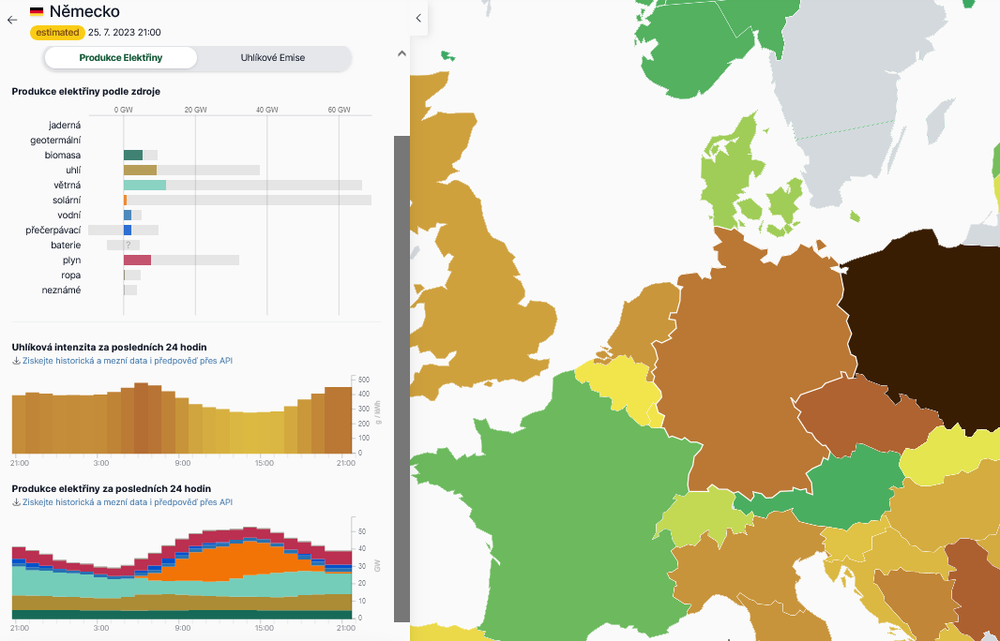 Německo
estimated 25. 7. 2023 21:00
Produkce Elektřiny Uhlíkové Emise
Produkce elektřiny podle zdroje
0 GW 20 GW 40 GW 60 GW
jaderná
geotermální
biomasa
uhlí
větrná
solární
vodní
přečerpávací
baterie ?
plyn
ropa
neznámé
Uhlíková intenzita za posledních 24 hodin
Získejte historická a mezní data i předpověď přes API
500
400
300
200
100
0
g / kWh
21:00 3:00 9:00 15:00 21:00
Produkce elektřiny za posledních 24 hodin
Získejte historická a mezní data i předpověď přes API
50
40
30
20
10
0
GW
21:00 3:00 9:00 15:00 21:00